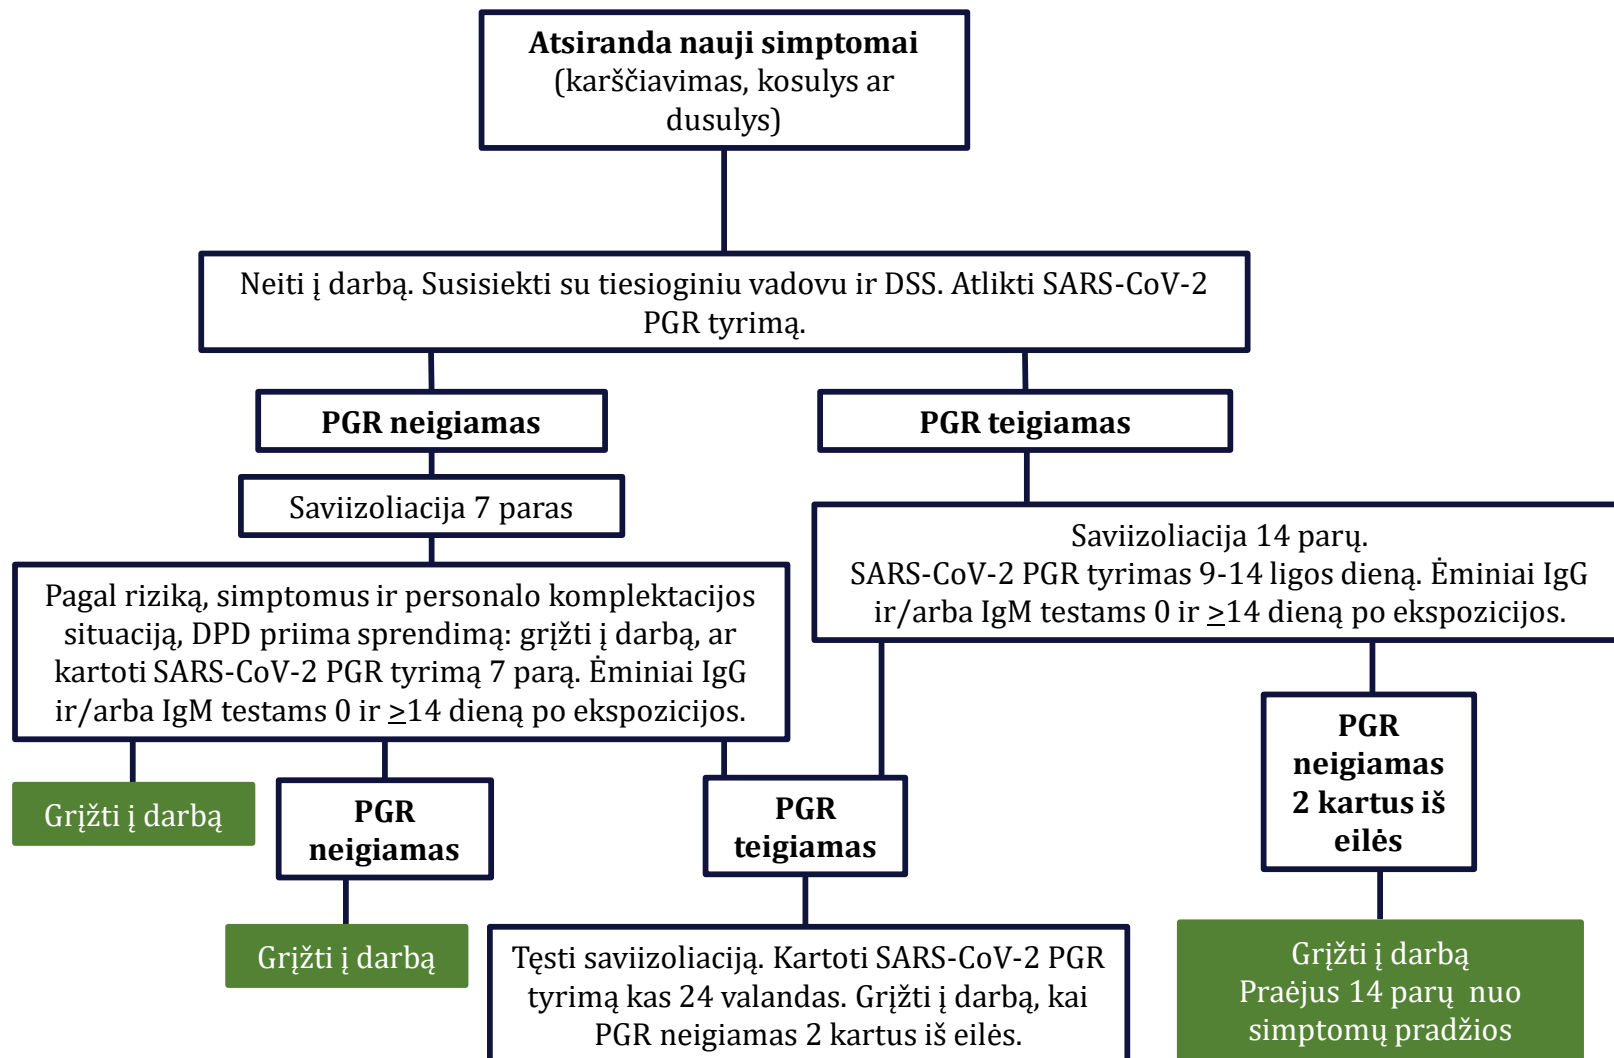 Atsiranda nauji simptomai
(karščiavimas, kosulys ar
dusulys)
Neiti į darbą. Susisiekti su tiesioginiu vadovu ir DSS. Atlikti SARS-CoV-2
PGR tyrimą.
PGR neigiamas
PGR teigiamas
Saviizoliacija 7 paras
Saviizoliacija 14 parų.
SARS-CoV-2 PGR tyrimas 9-14 ligos dieną. Ėminiai IgG
ir/arba IgM testams 0 ir ≥14 dieną po ekspozicijos.
Pagal riziką, simptomus ir personalo komplektacijos
situaciją, DPD priima sprendimą: grįžti į darbą, ar
kartoti SARS-CoV-2 PGR tyrimą 7 parą. Ėminiai IgG
ir/arba IgM testams 0 ir ≥14 dieną po ekspozicijos.
Grįžti į darbą
PGR
neigiamas
PGR
teigiamas
PGR
neigiamas
2 kartus iš
eilės
Grįžti į darbą
Tęsti saviizoliaciją. Kartoti SARS-CoV-2 PGR
tyrimą kas 24 valandas. Grįžti į darbą, kai
PGR neigiamas 2 kartus iš eilės.
Grįžti į darbą
Praėjus 14 parų nuo
simptomų pradžios